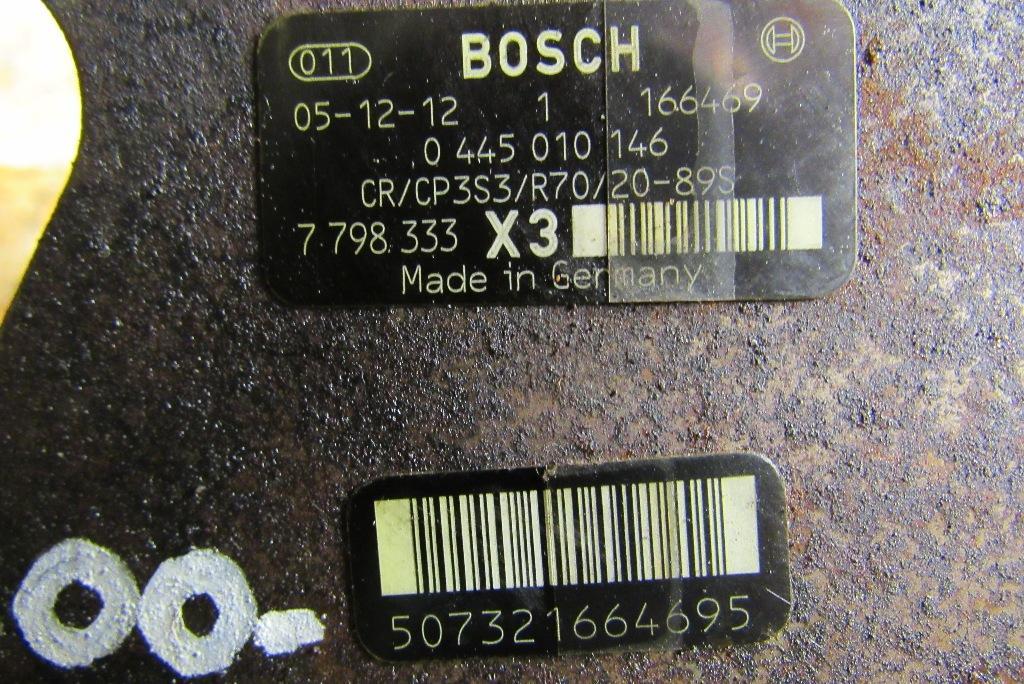 011 BOSCH
05-12-12 1 166469
0 445 010 146
CR/CP3S3/R70/20-89S
7 798 333 X3
Made in Germany
507321664695